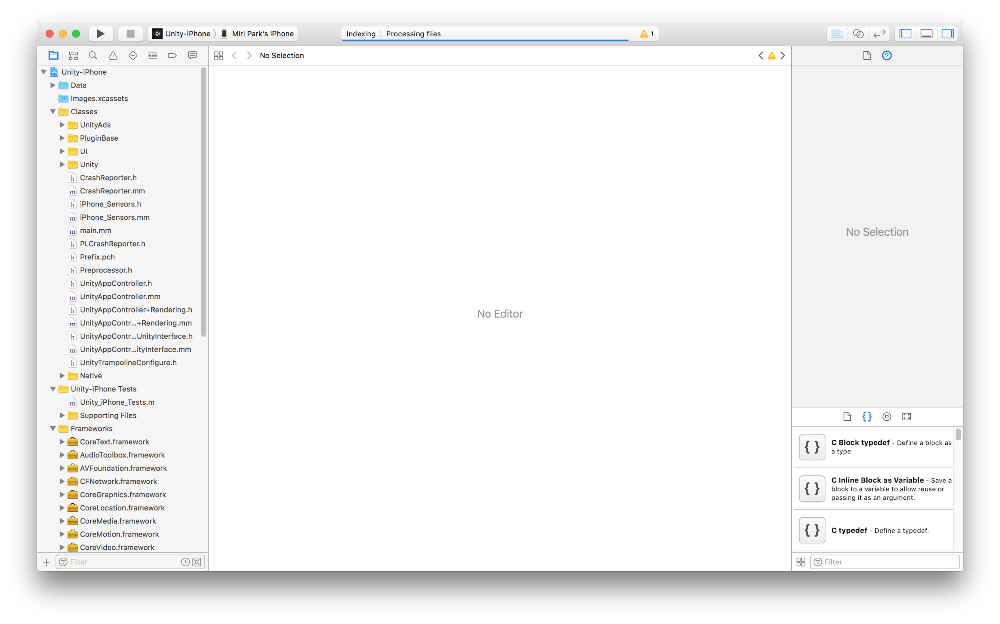 Unity-iPhone
Miri Park’s iPhone
Indexing | Processing files
1
No Selection
Unity-iPhone
Data
Images.xcassets
Classes
UnityAds
PluginBase
UI
Unity
h CrashReporter.h
m CrashReporter.mm
h iPhone_Sensors.h
m iPhone_Sensors.mm
m main.mm
h PLCrashReporter.h
h Prefix.pch
h Preprocessor.h
h UnityAppController.h
m UnityAppController.mm
h UnityAppController+Rendering.h
m UnityAppContr...+Rendering.mm
h UnityAppContr...UnityInterface.h
m UnityAppContr...ityInterface.mm
h UnityTrampolineConfigure.h
Native
Unity-iPhone Tests
m Unity_iPhone_Tests.m
Supporting Files
Frameworks
CoreText.framework
AudioToolbox.framework
AVFoundation.framework
CFNetwork.framework
CoreGraphics.framework
CoreLocation.framework
CoreMedia.framework
CoreMotion.framework
CoreVideo.framework
Filter
No Editor
No Selection
{ }
{ } C Block typedef - Define a block as
a type.
{ } C Inline Block as Variable - Save a
block to a variable to allow reuse or
passing it as an argument.
{ } C typedef - Define a typedef.
Filter